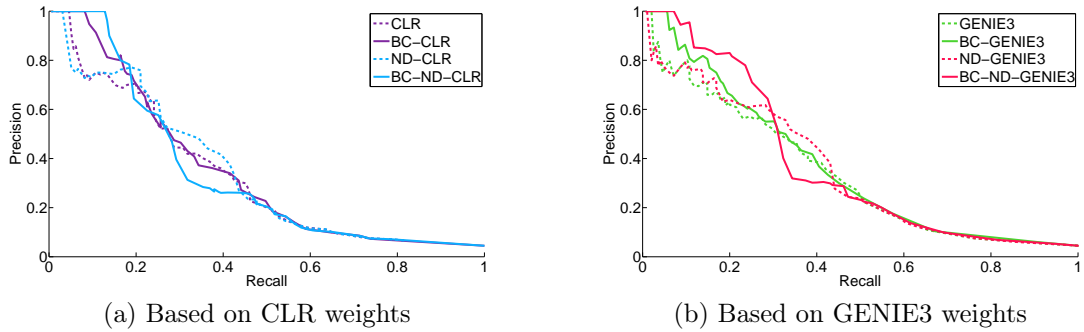 1
0.8
0.6
0.4
0.2
Precision
0
0.2
0.4
0.6
0.8
1
Recall
CLR
BC−CLR
ND−CLR
BC−ND−CLR
(a) Based on CLR weights
1
0.8
0.6
0.4
0.2
Precision
0
0.2
0.4
0.6
0.8
1
Recall
GENIE3
BC−GENIE3
ND−GENIE3
BC−ND−GENIE3
(b) Based on GENIE3 weights